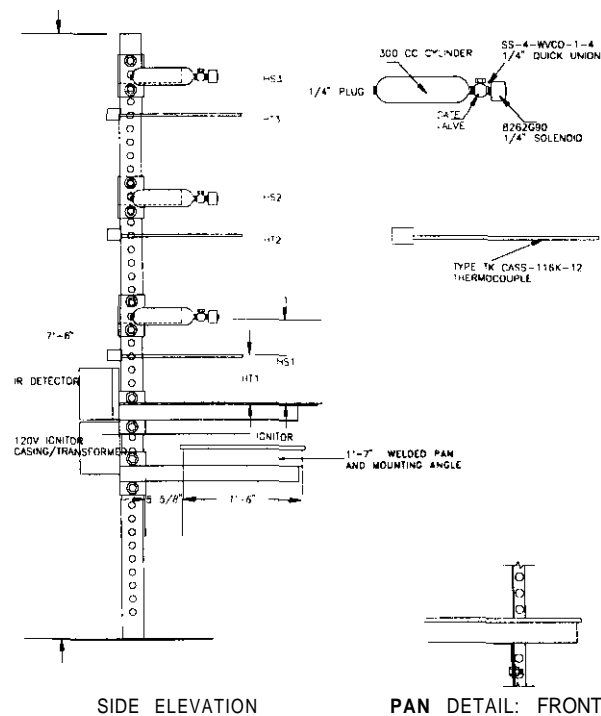 300 CC CYLINDER
SS-4-WVCO-1-4
1/4" QUICK UNION
HS3
1/4" PLUG
GATE
VALVE
8262G90
1/4" SOLENOID
HT3
HS2
HT2
TYPE TK CASS-116K-12
THERMOCOUPLE
7'-6"
HS1
HT1
IR DETECTOR
120V IGNITOR
CASING/TRANSFORMER
IGNITOR
1'-7" WELDED PAN
AND MOUNTING ANGLE
5 5/8"
1'-6"
SIDE ELEVATION
PAN DETAIL: FRONT